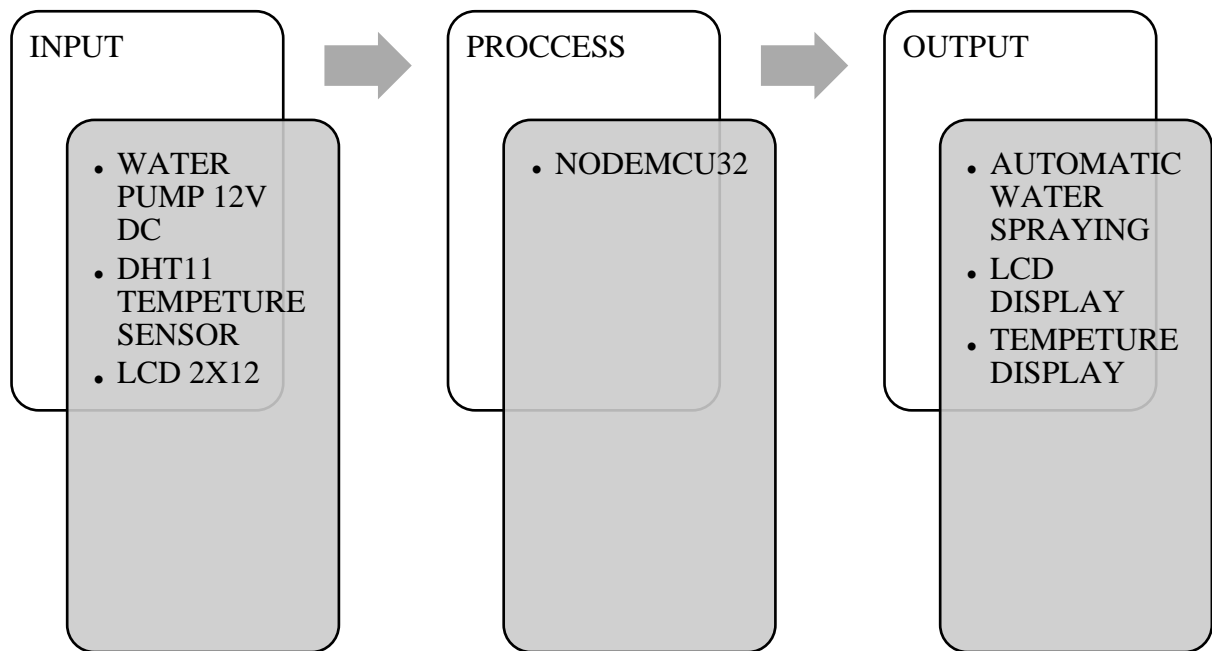 INPUT
• WATER
PUMP 12V
DC
• DHT11
TEMPETURE
SENSOR
• LCD 2X12
PROCCESS
• NODEMCU32
OUTPUT
• AUTOMATIC
WATER
SPRAYING
• LCD
DISPLAY
• TEMPETURE
DISPLAY